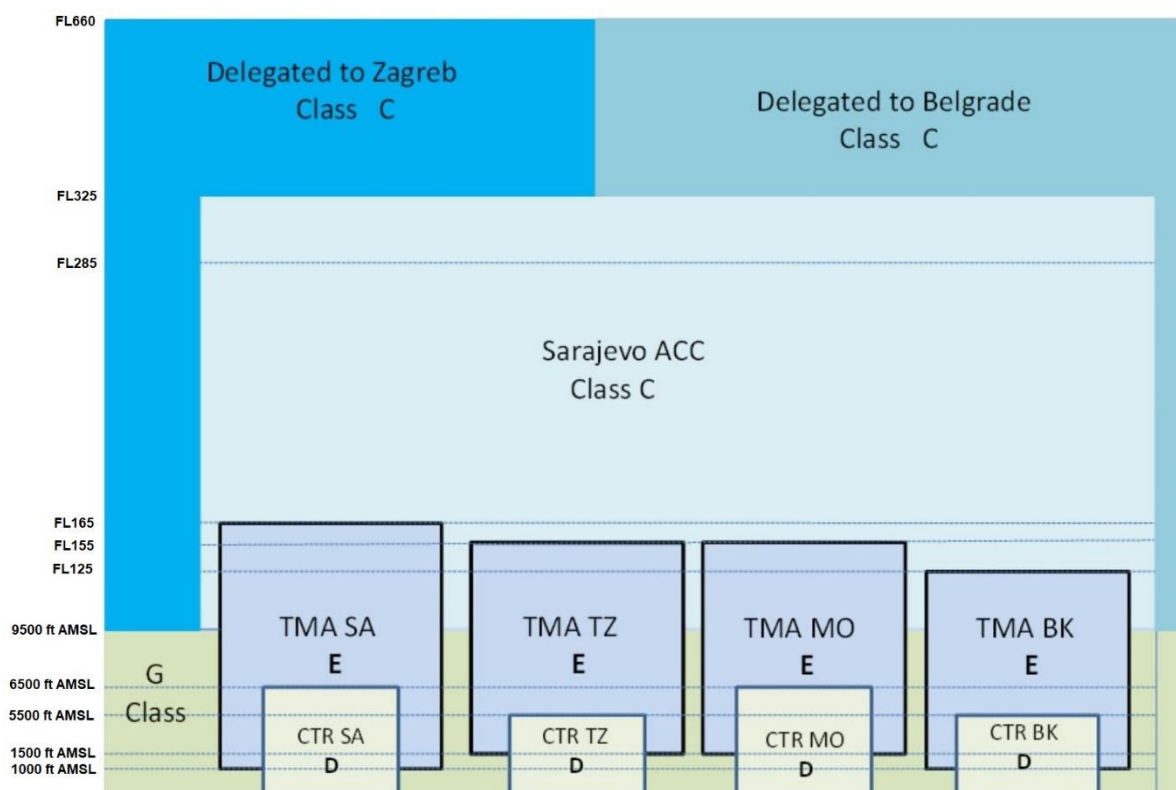 FL660
Delegated to Zagreb
Class C
Delegated to Belgrade
Class C
FL325
FL285
Sarajevo ACC
Class C
FL165
FL155
FL125
9500 ft AMSL
TMA SA
E
TMA TZ
E
TMA MO
E
TMA BK
E
G
Class
6500 ft AMSL
5500 ft AMSL
CTR SA
D
CTR TZ
D
CTR MO
D
CTR BK
D
1500 ft AMSL
1000 ft AMSL